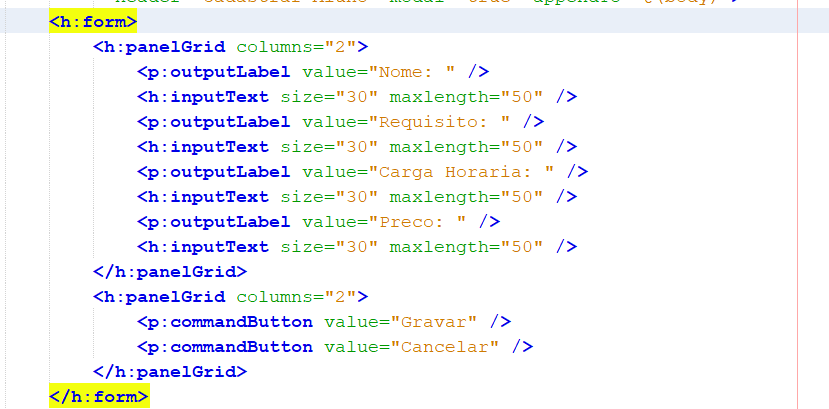 <h:form>
<h:panelGrid columns="2">
<p:outputLabel value="Nome: " />
<h:inputText size="30" maxlength="50" />
<p:outputLabel value="Requisito: " />
<h:inputText size="30" maxlength="50" />
<p:outputLabel value="Carga Horaria: " />
<h:inputText size="30" maxlength="50" />
<p:outputLabel value="Preco: " />
<h:inputText size="30" maxlength="50" />
</h:panelGrid>
<h:panelGrid columns="2">
<p:commandButton value="Gravar" />
<p:commandButton value="Cancelar" />
</h:panelGrid>
</h:form>